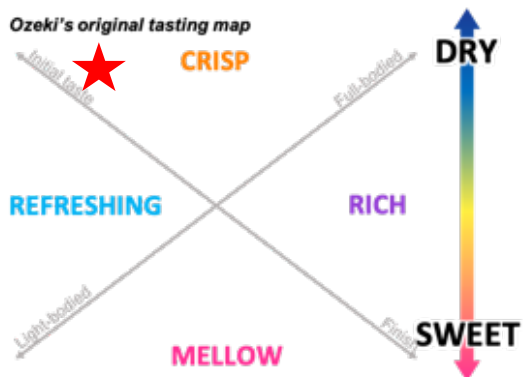 Ozeki's original tasting map
CRISP
DRY
Initial taste
Full-bodied
REFRESHING
RICH
Light-bodied
Finish
SWEET
MELLOW